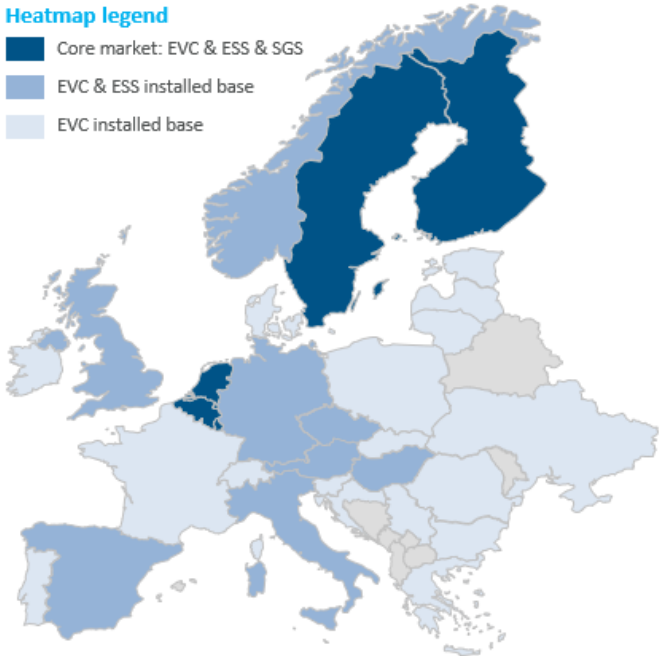 Heatmap legend
Core market: EVC & ESS & SGS
EVC & ESS installed base
EVC installed base